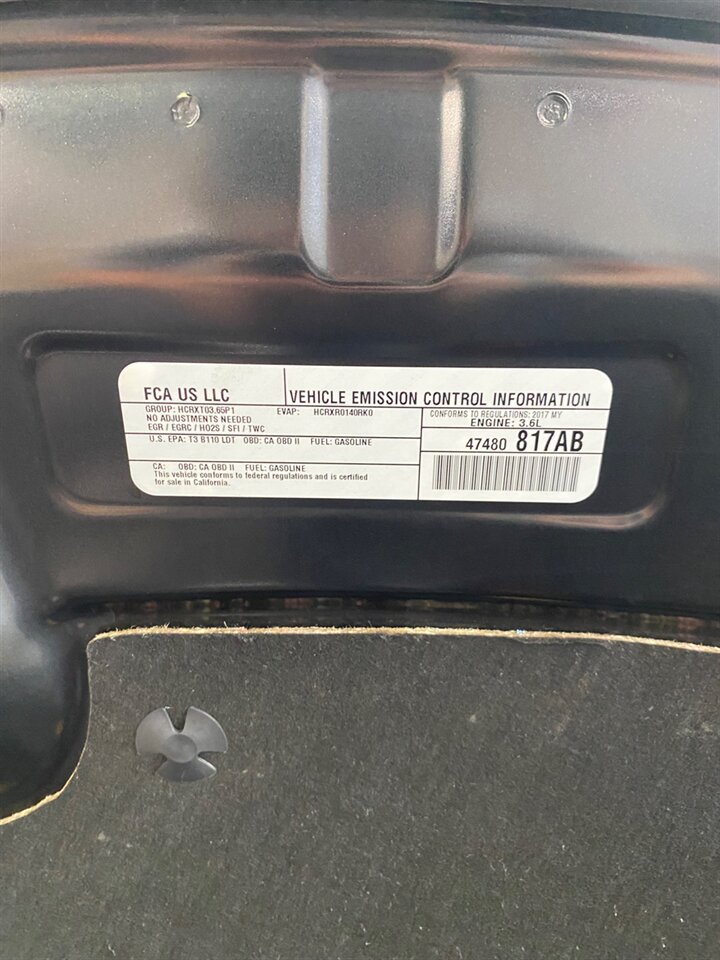 FCA US LLC
VEHICLE EMISSION CONTROL INFORMATION
GROUP: HCRXT03.65P1 EVAP: HCRXR0140RK0
NO ADJUSTMENTS NEEDED
EGR / EGRC / HO2S / SFI / TWC
CONFORMS TO REGULATIONS: 2017 MY
ENGINE: 3.6L
U.S. EPA: T3 B110 LDT OBD: CA OBD II FUEL: GASOLINE
47480 817AB
CA: OBD: CA OBD II FUEL: GASOLINE
This vehicle conforms to federal regulations and is certified
for sale in California.